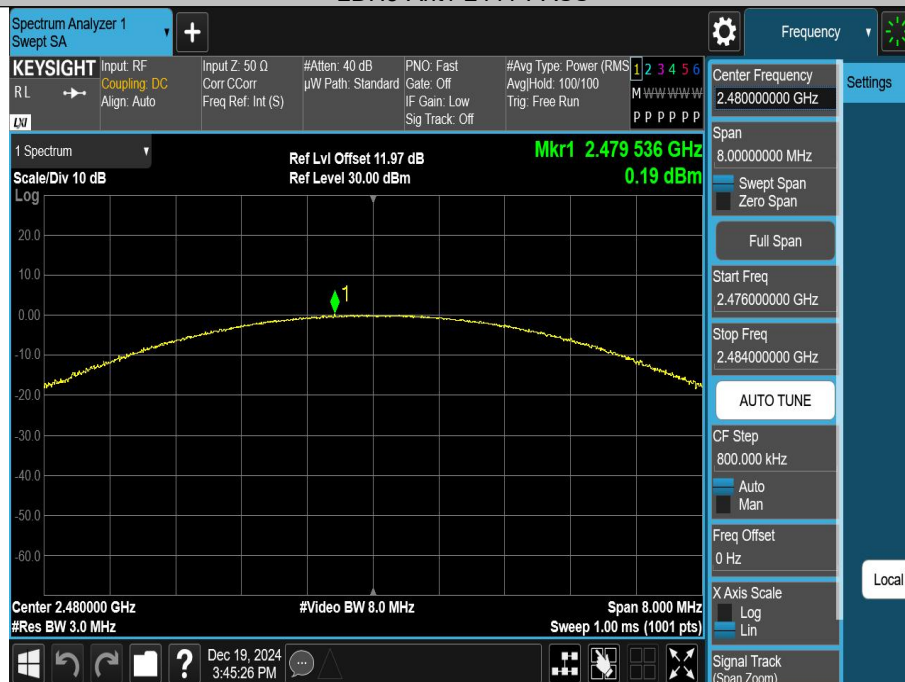 Spectrum Analyzer 1
Swept SA
Frequency
KEYSIGHT
RL
LXI
Input: RF
Coupling: DC
Align: Auto
Input Z: 50 Ω
Corr CCorr
Freq Ref: Int (S)
#Atten: 40 dB
µW Path: Standard
PNO: Fast
Gate: Off
IF Gain: Low
Sig Track: Off
#Avg Type: Power (RMS
Avg|Hold: 100/100
Trig: Free Run
1 2 3 4 5 6
M W W W W W
P P P P P P
1 Spectrum
Scale/Div 10 dB
Log
Ref Lvl Offset 11.97 dB
Ref Level 30.00 dBm
Mkr1 2.479 536 GHz
0.19 dBm
20.0
10.0
0.00
-10.0
-20.0
-30.0
-40.0
-50.0
-60.0
1
Center 2.480000 GHz
#Res BW 3.0 MHz
#Video BW 8.0 MHz
Span 8.000 MHz
Sweep 1.00 ms (1001 pts)
Dec 19, 2024
3:45:26 PM
Center Frequency
2.480000000 GHz
Settings
Span
8.00000000 MHz
Swept Span
Zero Span
Full Span
Start Freq
2.476000000 GHz
Stop Freq
2.484000000 GHz
AUTO TUNE
CF Step
800.000 kHz
Auto
Man
Freq Offset
0 Hz
Local
X Axis Scale
Log
Lin
Signal Track
(Span Zoom)